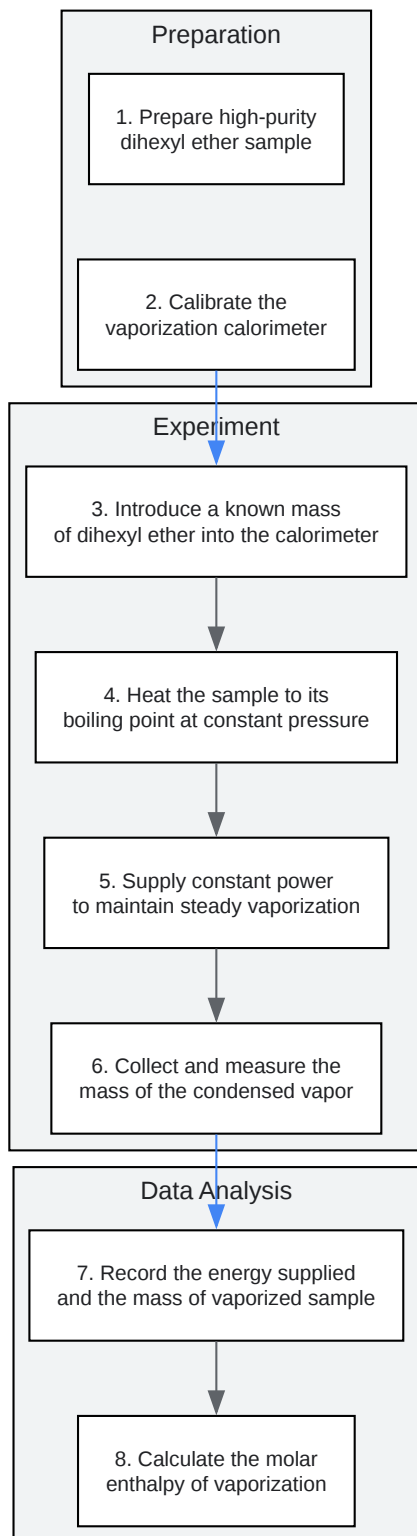 Preparation
1. Prepare high-purity
dihexyl ether sample
2. Calibrate the
vaporization calorimeter
Experiment
3. Introduce a known mass
of dihexyl ether into the calorimeter
4. Heat the sample to its
boiling point at constant pressure
5. Supply constant power
to maintain steady vaporization
6. Collect and measure the
mass of the condensed vapor
Data Analysis
7. Record the energy supplied
and the mass of vaporized sample
8. Calculate the molar
enthalpy of vaporization